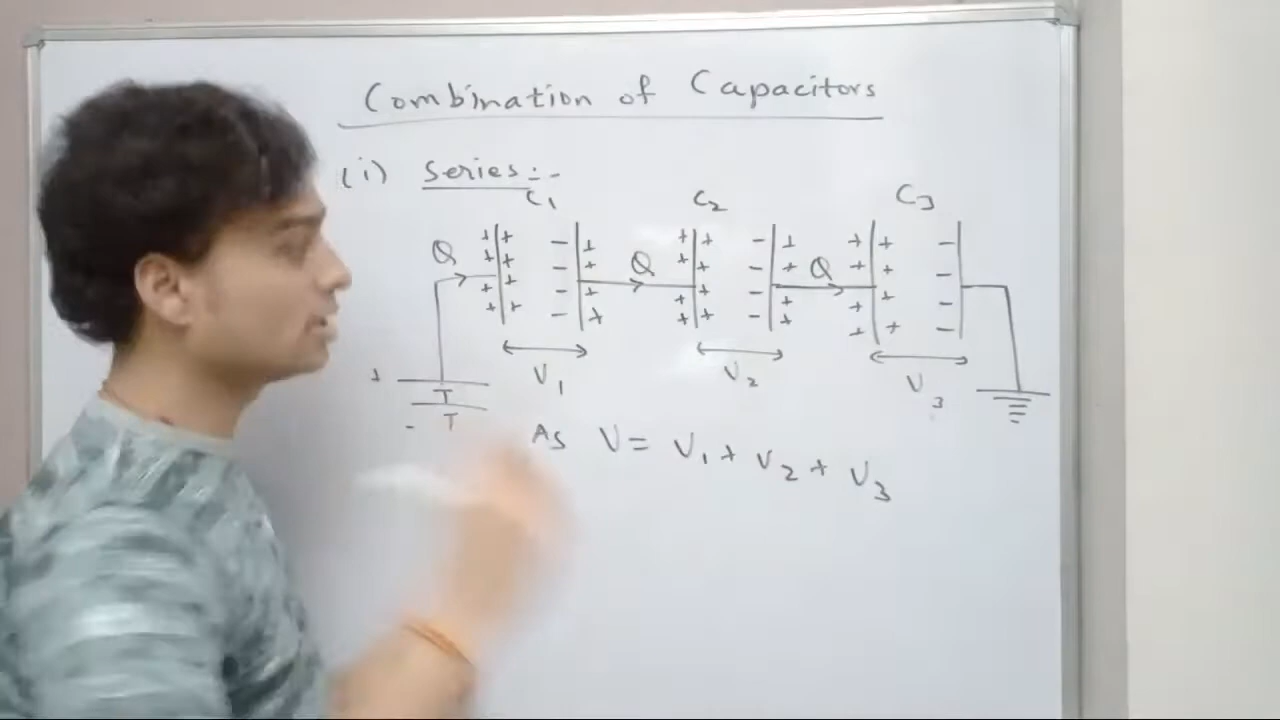 Combination of Capacitors
(i) Series:-
C1 C2 C3
Q Q Q
V1 V2 V3
As V = V1 + V2 + V3